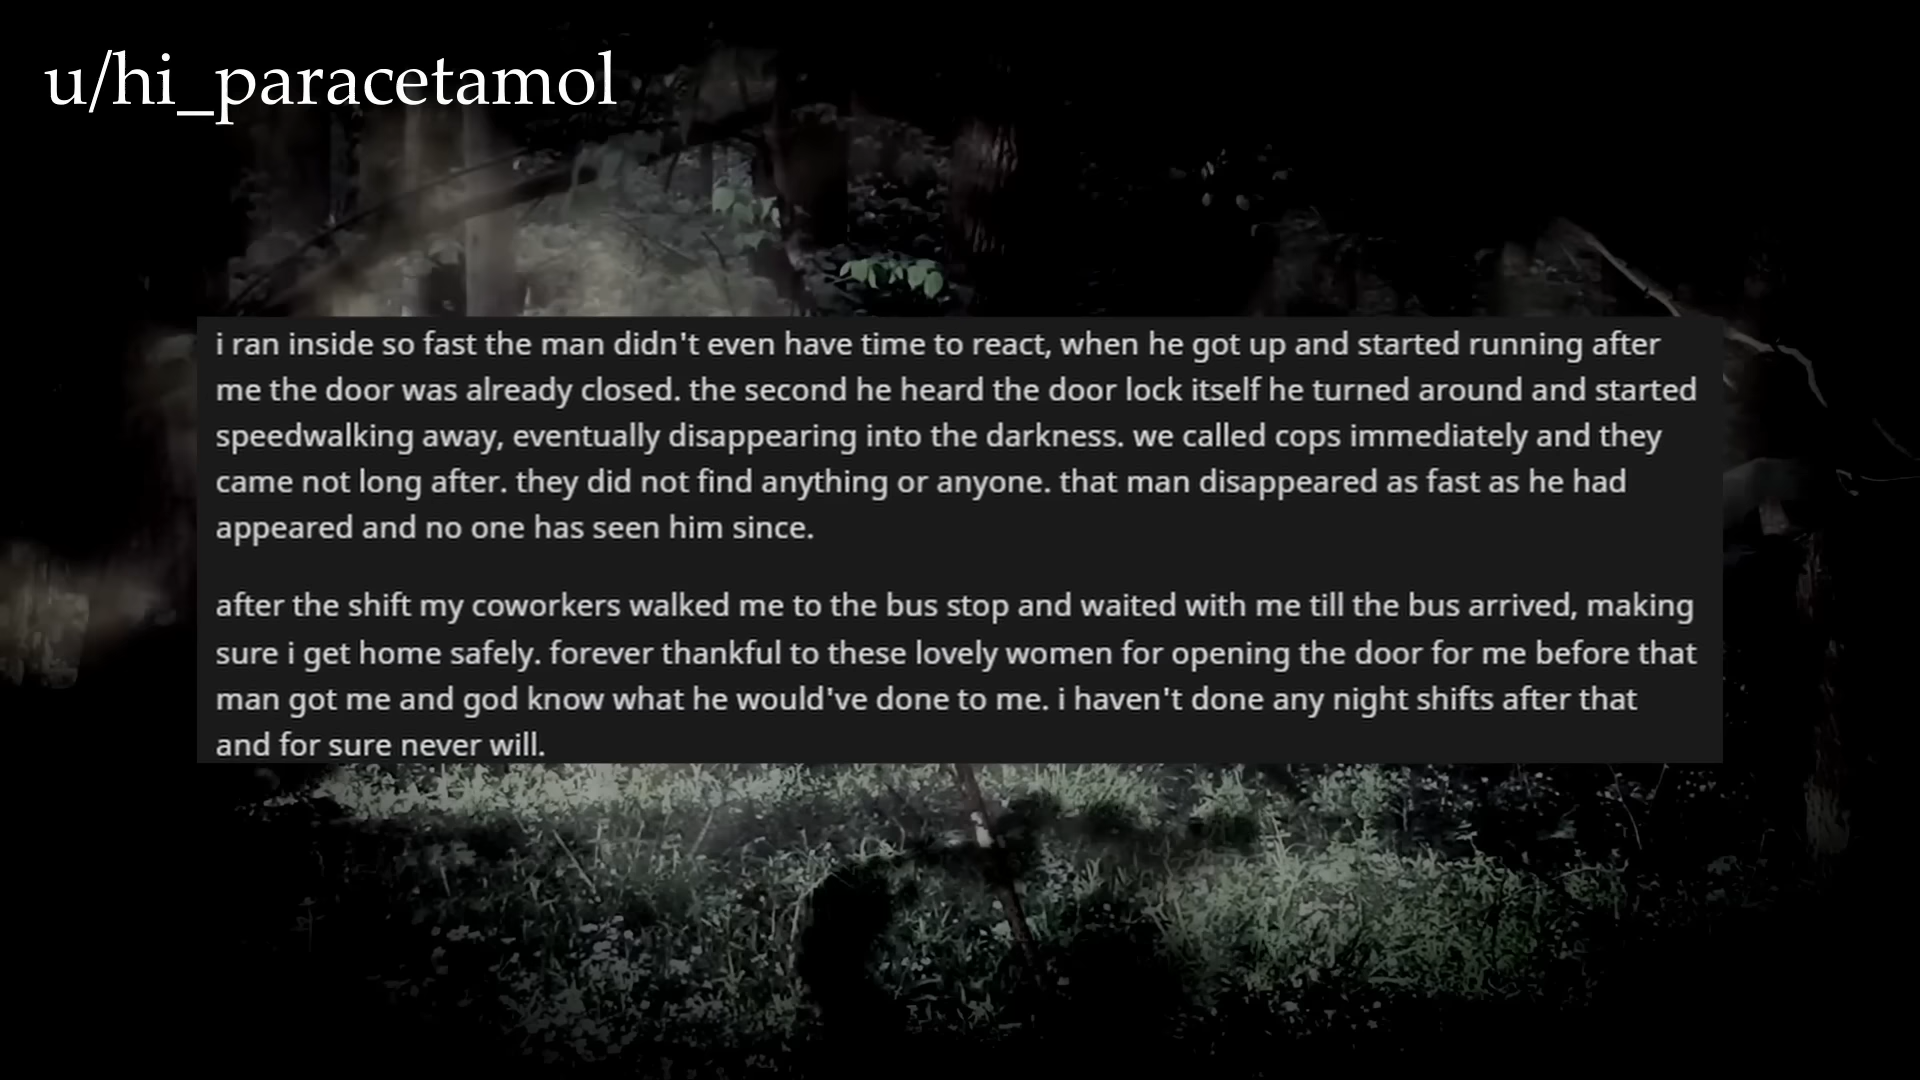 u/hi_paracetamol
i ran inside so fast the man didn't even have time to react, when he got up and started running after
me the door was already closed. the second he heard the door lock itself he turned around and started
speedwalking away, eventually disappearing into the darkness. we called cops immediately and they
came not long after. they did not find anything or anyone. that man disappeared as fast as he had
appeared and no one has seen him since.
after the shift my coworkers walked me to the bus stop and waited with me till the bus arrived, making
sure i get home safely. forever thankful to these lovely women for opening the door for me before that
man got me and god know what he would've done to me. i haven't done any night shifts after that
and for sure never will.